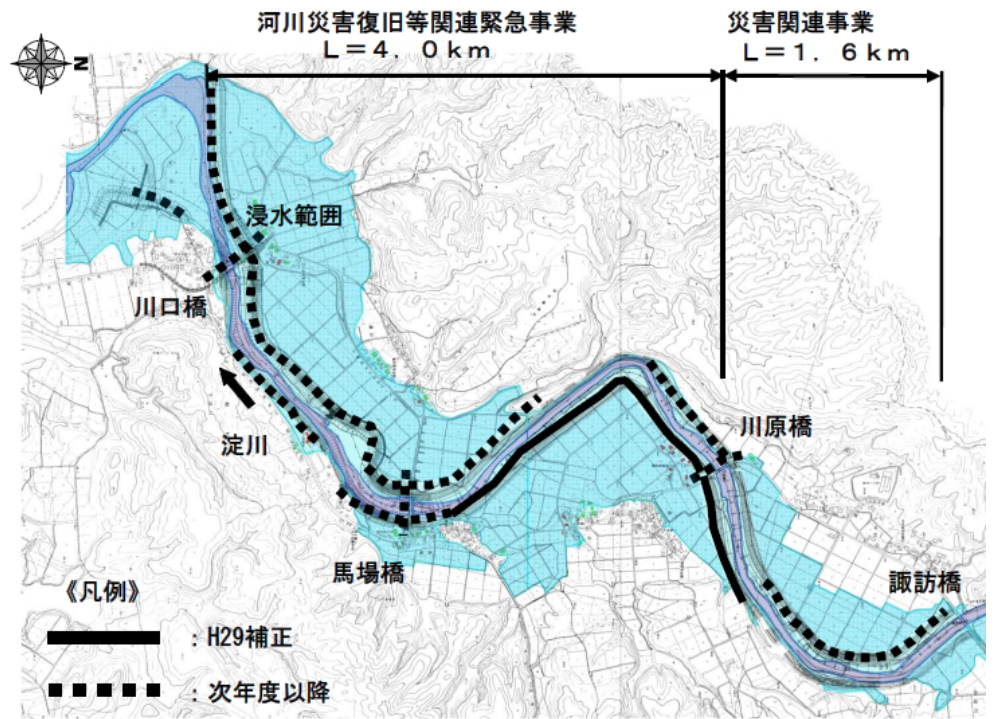 河川災害復旧等関連緊急事業
L=4.0km
災害関連事業
L=1.6km
N
浸水範囲
川口橋
淀川
川原橋
馬場橋
諏訪橋
《凡例》
:H29補正
:次年度以降